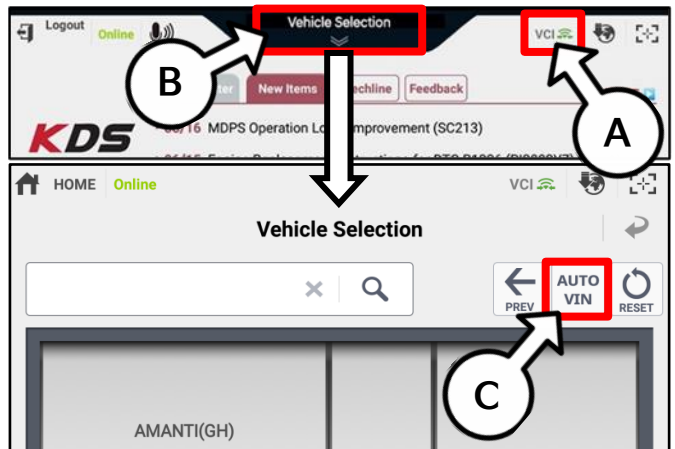 Logout
Online
Vehicle Selection
VCI
B
New Items
Feedback
A
KDS
MDPS Operation Lo improvement (SC213)
HOME Online
VCI
Vehicle Selection
PREV
AUTO
VIN
RESET
C
AMANTI(GH)